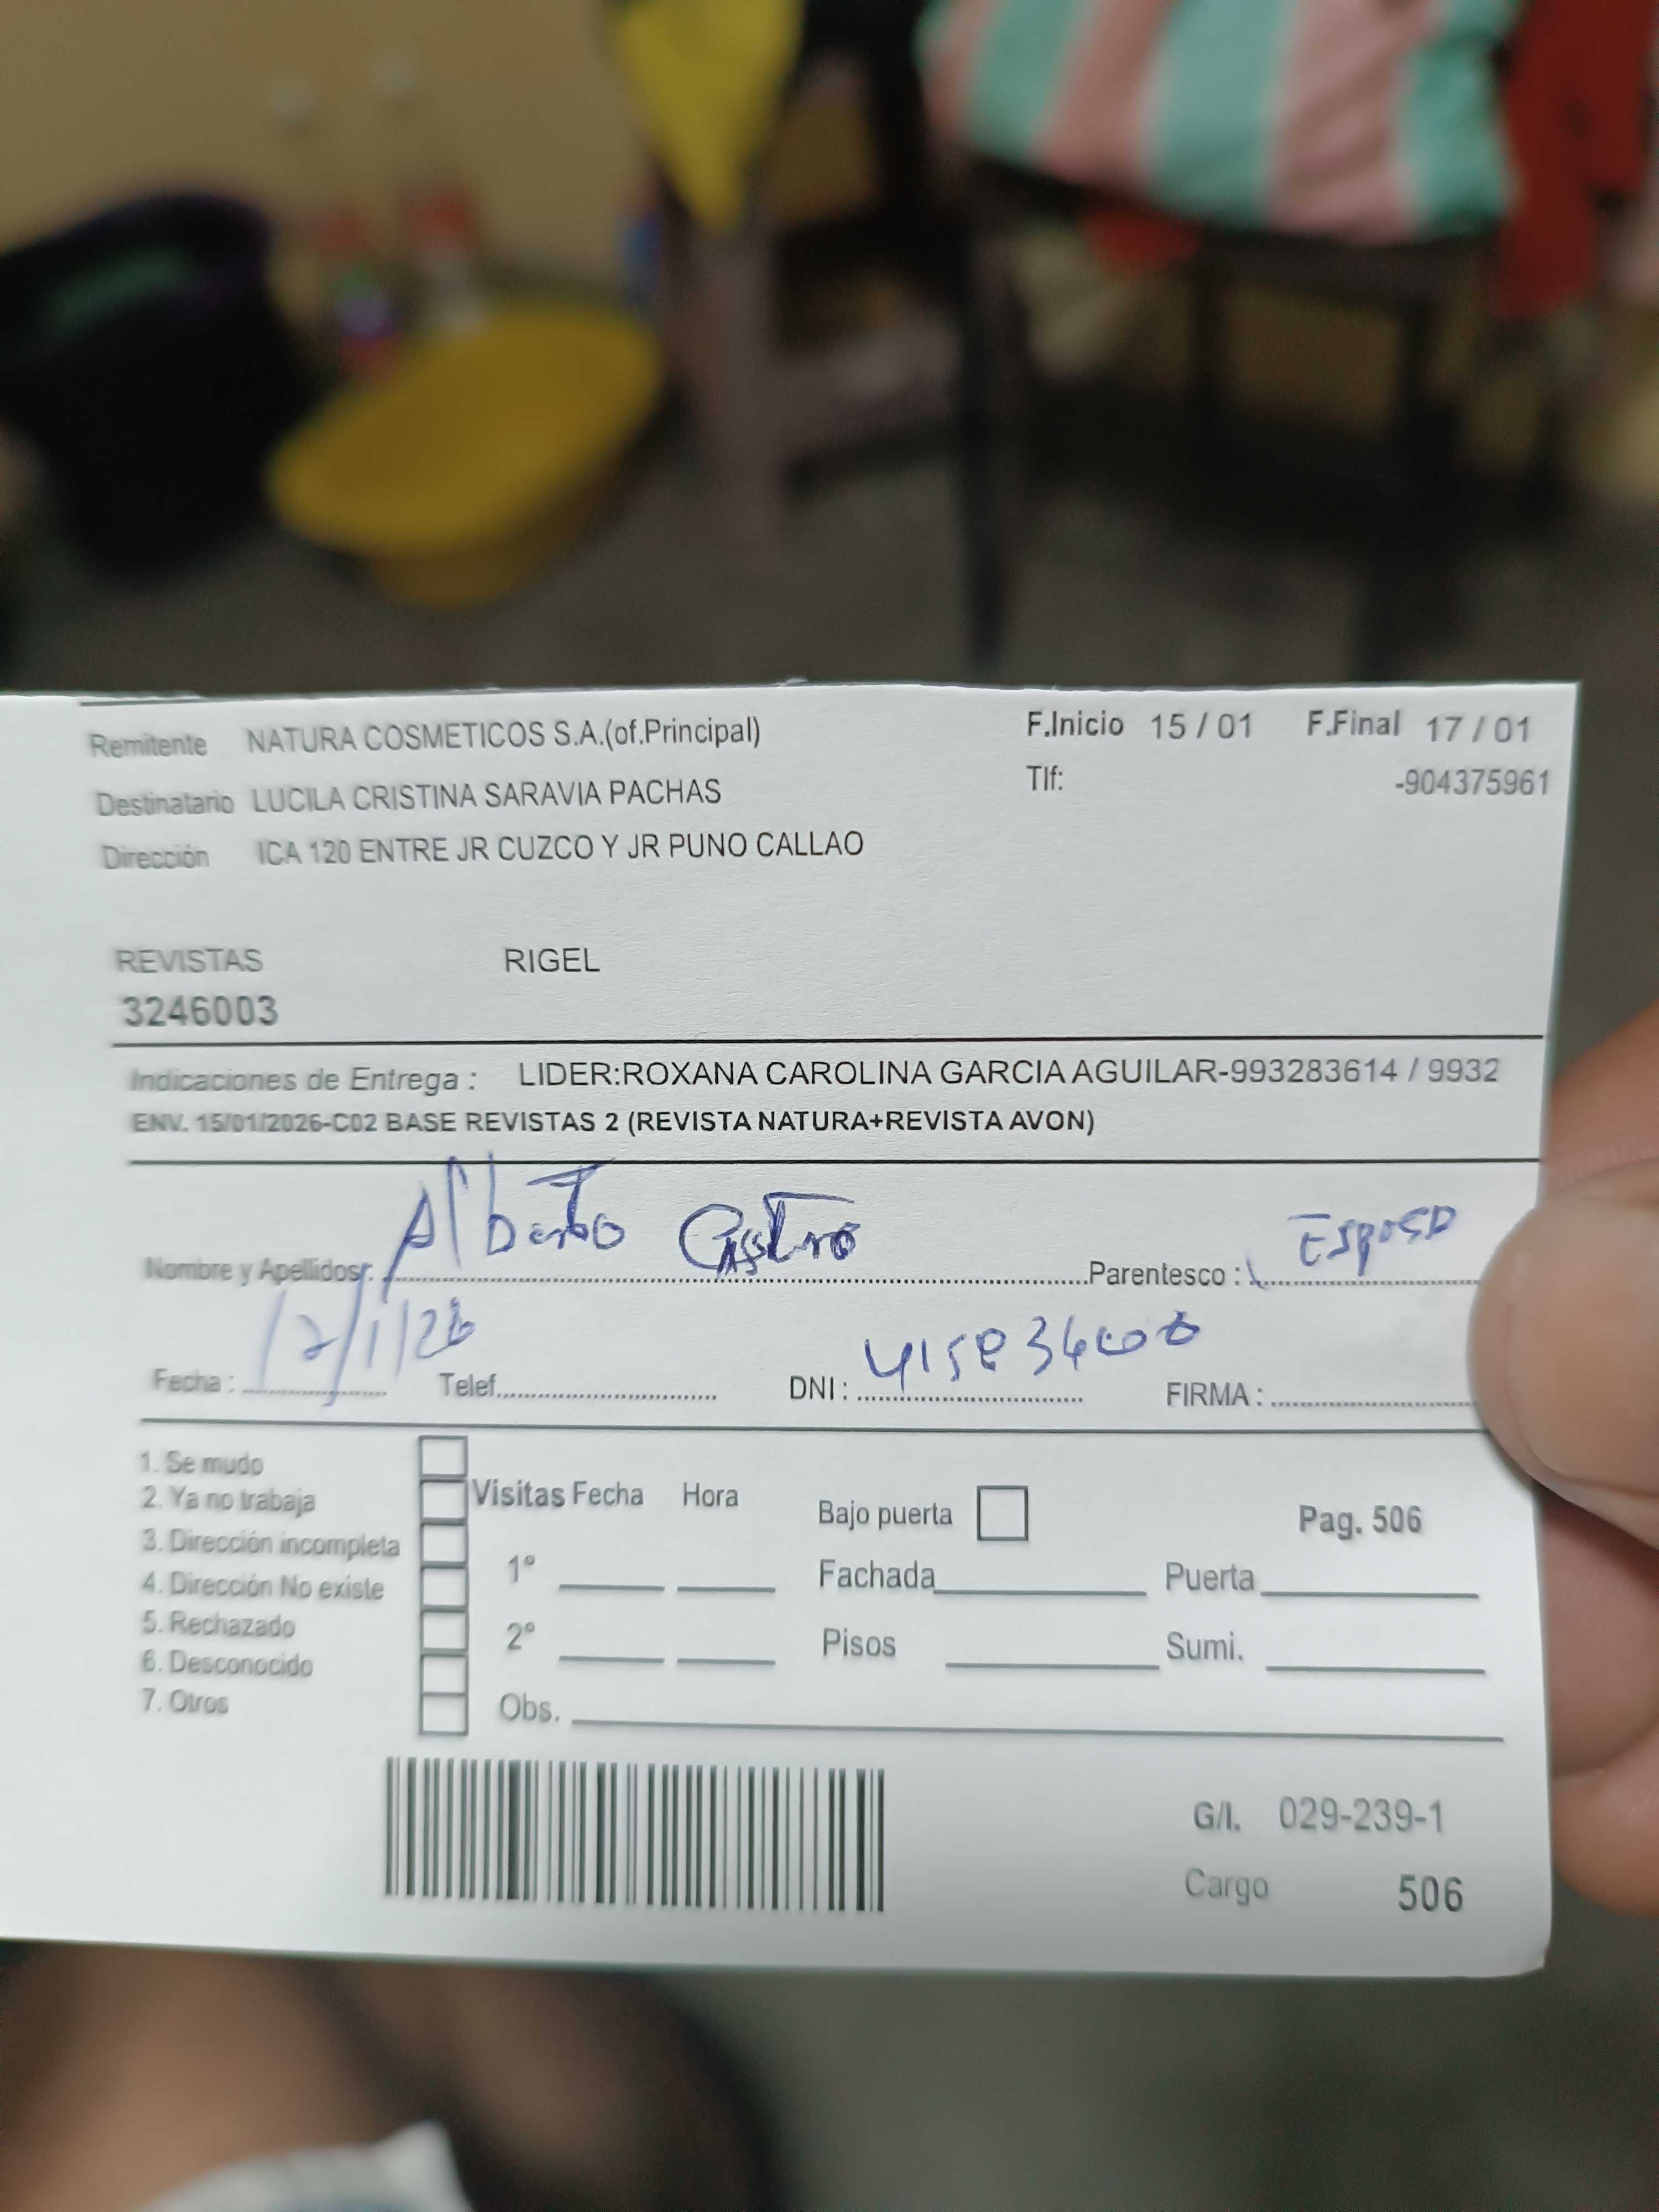 Remitente NATURA COSMETICOS S.A.(of.Principal) F.Inicio 15 / 01 F.Final 17 / 01
Destinatario LUCILA CRISTINA SARAVIA PACHAS Tlf: -904375961
Dirección ICA 120 ENTRE JR CUZCO Y JR PUNO CALLAO
REVISTAS RIGEL
3246003
Indicaciones de Entrega : LIDER:ROXANA CAROLINA GARCIA AGUILAR-993283614 / 9932
ENV. 15/01/2026-C02 BASE REVISTAS 2 (REVISTA NATURA+REVISTA AVON)
Nombre y Apellidos: Alberto Castro Parentesco : Esposo
Fecha : Telef. DNI : FIRMA :
1. Se mudo
2. Ya no trabaja Visitas Fecha Hora Bajo puerta Pag. 506
3. Dirección incompleta
4. Dirección No existe 1° Fachada Puerta
5. Rechazado
6. Desconocido 2° Pisos Sumi.
7. Otros Obs.
G/I. 029-239-1
Cargo 506